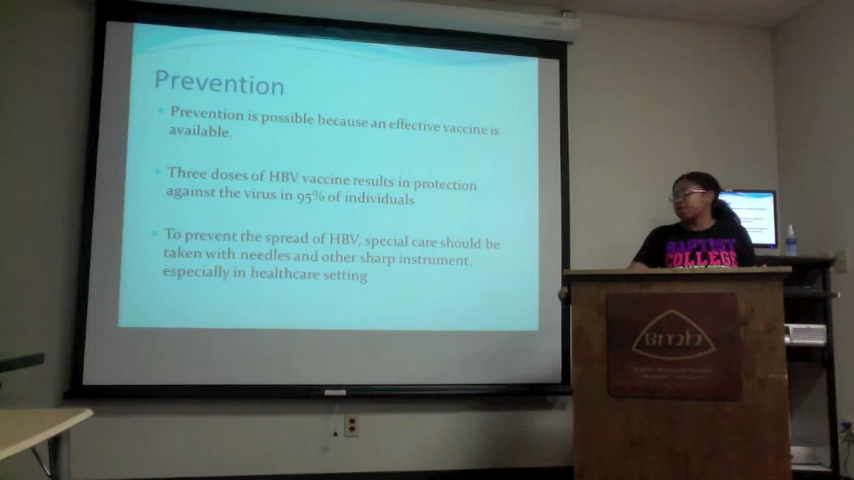 Prevention
Prevention is possible because an effective vaccine is
available.
Three doses of HBV vaccine results in protection
against the virus in 95% of individuals
To prevent the spread of HBV, special care should be
taken with needles and other sharp instrument,
especially in healthcare setting
BAPTIST
COLLEGE
Bmh